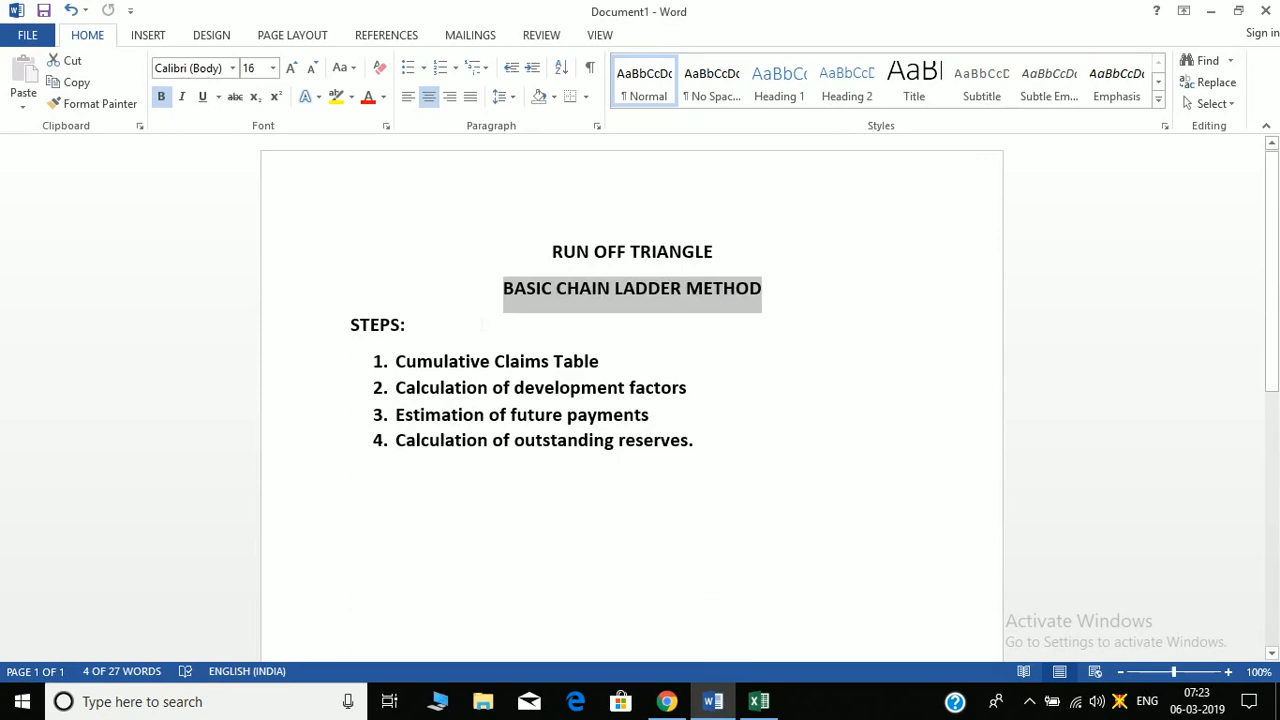 Document1 - Word
Sign in
FILE HOME INSERT DESIGN PAGE LAYOUT REFERENCES MAILINGS REVIEW VIEW
Paste
Cut
Copy
Format Painter
Clipboard
Calibri (Body) 16
Font
Paragraph
AaBbCcDc AaBbCcDc AaBbCc AaBbCcD AaBl AaBbCcD AaBbCcDc AaBbCcDc
¶ Normal ¶ No Spac... Heading 1 Heading 2 Title Subtitle Subtle Em... Emphasis
Styles
Find
Replace
Select
Editing
RUN OFF TRIANGLE
BASIC CHAIN LADDER METHOD
STEPS:
1. Cumulative Claims Table
2. Calculation of development factors
3. Estimation of future payments
4. Calculation of outstanding reserves.
Activate Windows
Go to Settings to activate Windows.
PAGE 1 OF 1 4 OF 27 WORDS ENGLISH (INDIA) 100%
Type here to search
ENG
07:23
06-03-2019